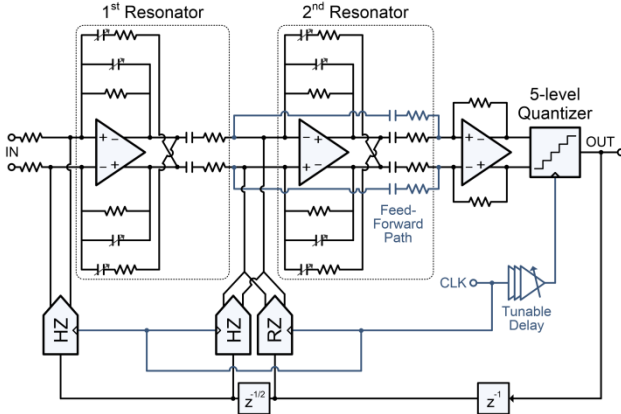 1st Resonator
2nd Resonator
5-level
Quantizer
IN
OUT
Feed-
Forward
Path
CLK
Tunable
Delay
HZ
HZ
RZ
z-1/2
z-1